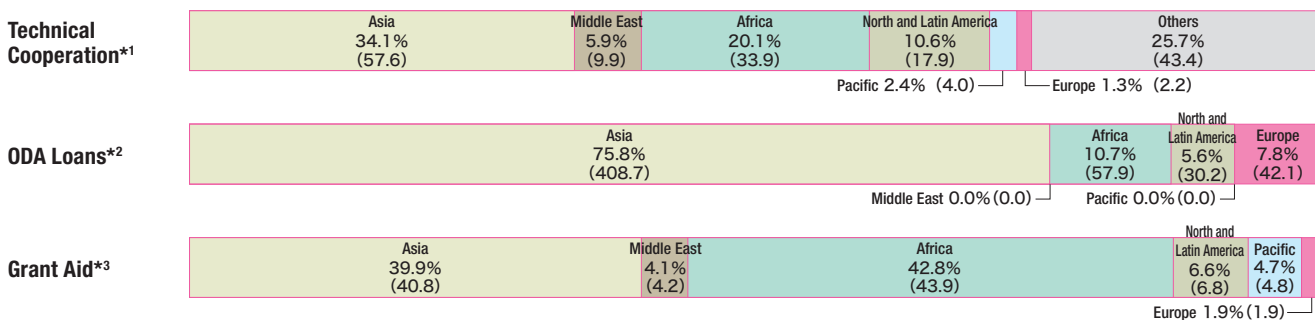 Technical
Cooperation*1
Asia
34.1%
(57.6)
Middle East
5.9%
(9.9)
Africa
20.1%
(33.9)
North and Latin America
10.6%
(17.9)
Others
25.7%
(43.4)
Pacific 2.4% (4.0)
Europe 1.3% (2.2)
ODA Loans*2
Asia
75.8%
(408.7)
Africa
10.7%
(57.9)
North and
Latin America
5.6%
(30.2)
Europe
7.8%
(42.1)
Middle East 0.0%(0.0)
Pacific 0.0%(0.0)
Grant Aid*3
Asia
39.9%
(40.8)
Middle East
4.1%
(4.2)
Africa
42.8%
(43.9)
North and
Latin America
6.6%
(6.8)
Pacific
4.7%
(4.8)
Europe 1.9%(1.9)